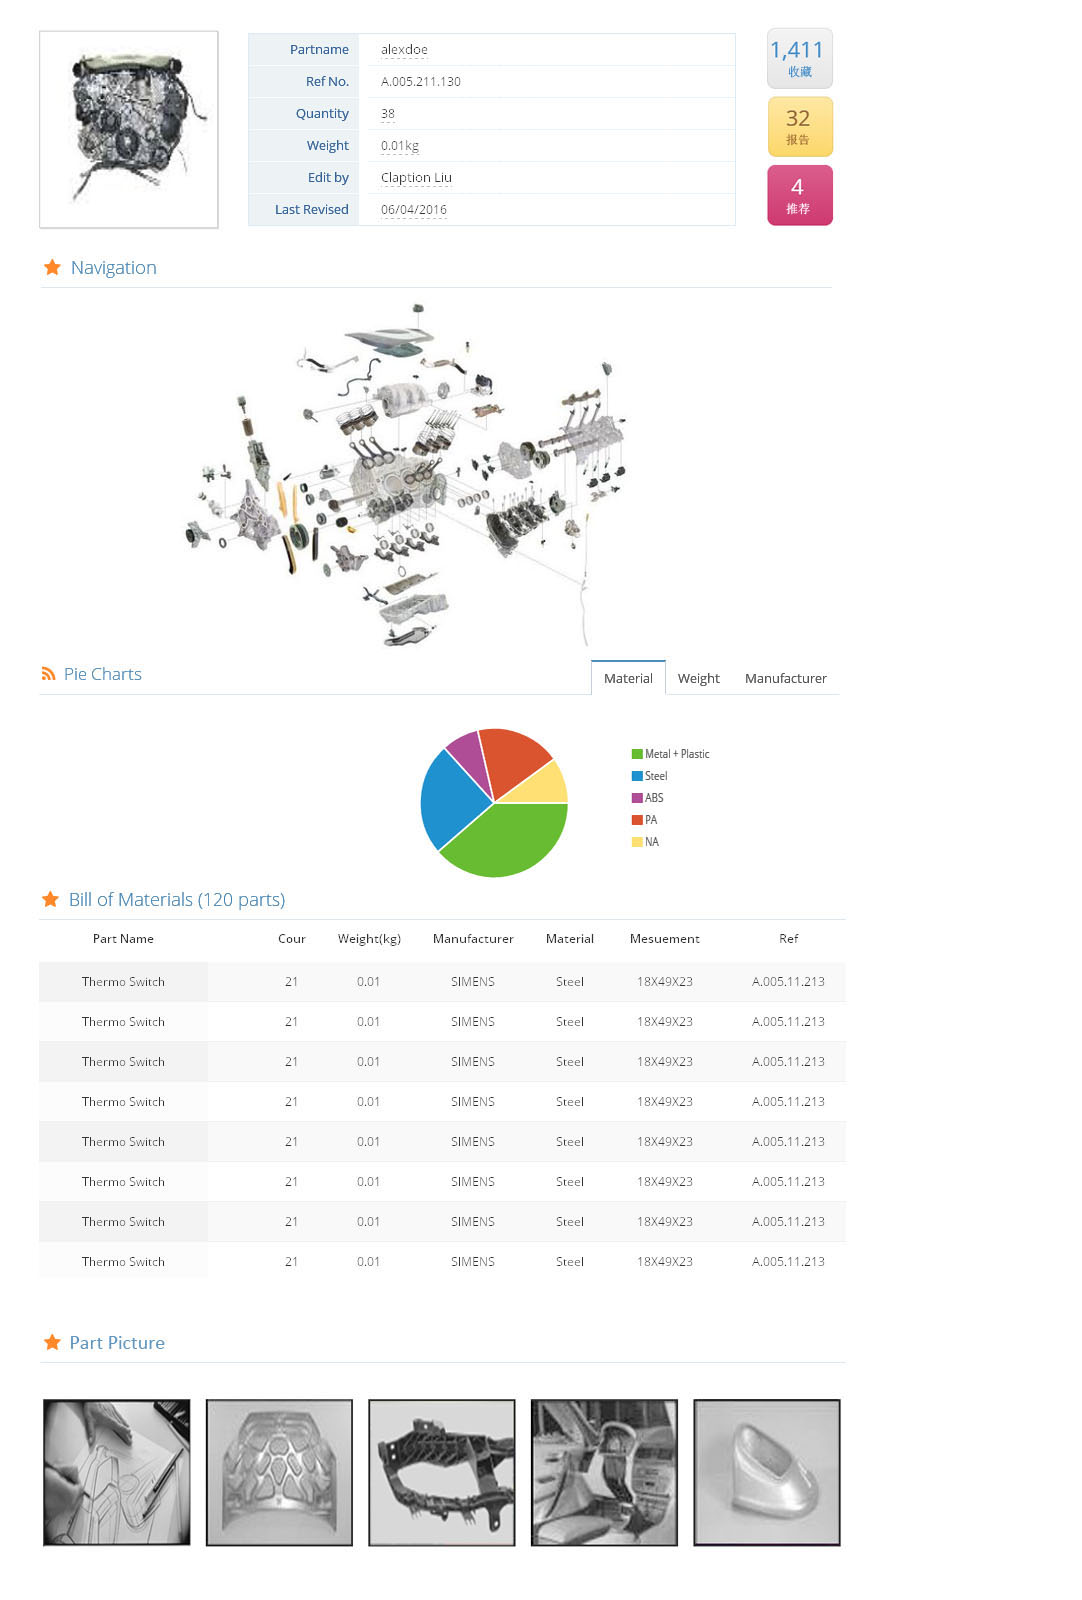 Partname alexdoe
Ref No. A.005.211.130
Quantity 38
Weight 0.01kg
Edit by Claption Liu
Last Revised 06/04/2016
1,411
收藏
32
报告
4
推荐
Navigation
Pie Charts
Material Weight Manufacturer
Metal + Plastic
Steel
ABS
PA
NA
Bill of Materials (120 parts)
Part Name Cour Weight(kg) Manufacturer Material Mesuement Ref
Thermo Switch 21 0.01 SIMENS Steel 18X49X23 A.005.11.213
Thermo Switch 21 0.01 SIMENS Steel 18X49X23 A.005.11.213
Thermo Switch 21 0.01 SIMENS Steel 18X49X23 A.005.11.213
Thermo Switch 21 0.01 SIMENS Steel 18X49X23 A.005.11.213
Thermo Switch 21 0.01 SIMENS Steel 18X49X23 A.005.11.213
Thermo Switch 21 0.01 SIMENS Steel 18X49X23 A.005.11.213
Thermo Switch 21 0.01 SIMENS Steel 18X49X23 A.005.11.213
Thermo Switch 21 0.01 SIMENS Steel 18X49X23 A.005.11.213
Part Picture